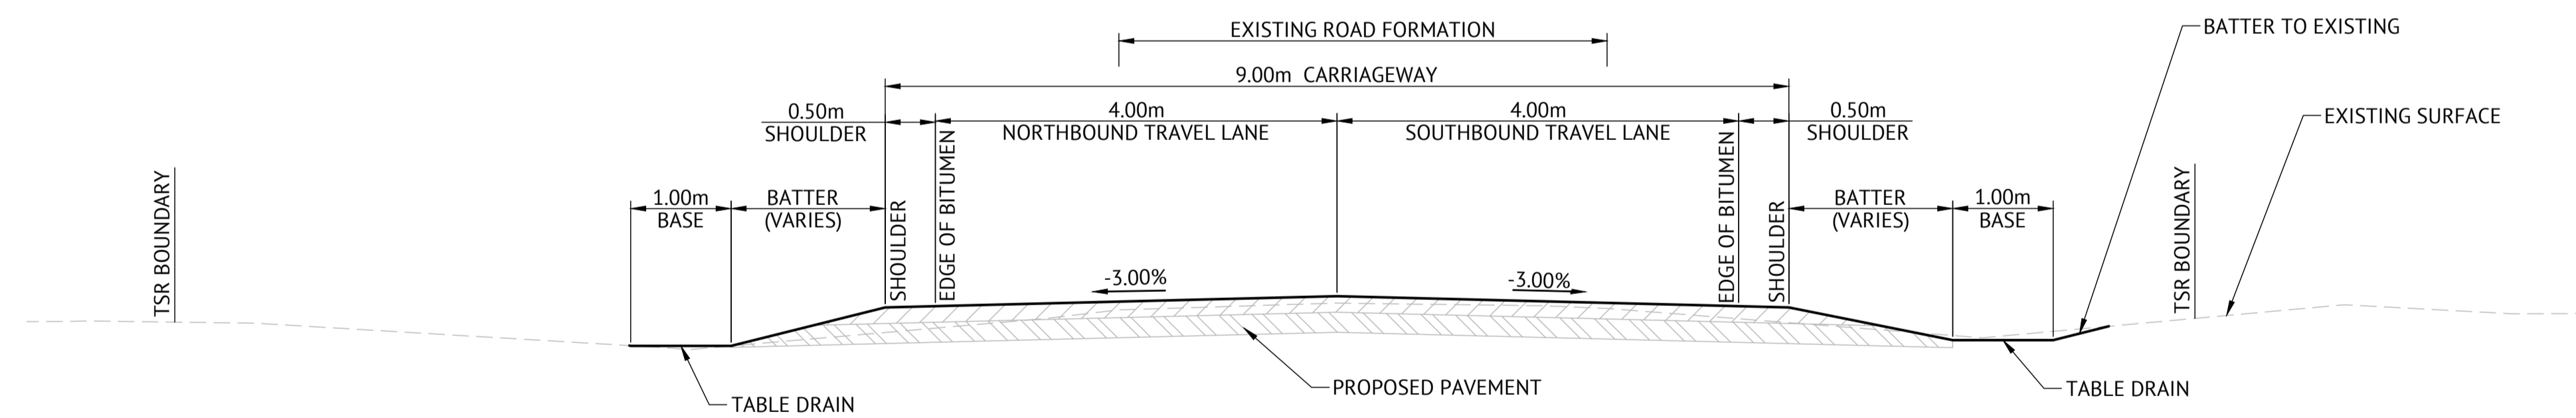 EXISTING ROAD FORMATION
BATTER TO EXISTING
9.00m CARRIAGEWAY
0.50m
SHOULDER
4.00m
NORTHBOUND TRAVEL LANE
4.00m
SOUTHBOUND TRAVEL LANE
0.50m
SHOULDER
EXISTING SURFACE
TSR BOUNDARY
1.00m
BASE
BATTER
(VARIES)
SHOULDER
EDGE OF BITUMEN
EDGE OF BITUMEN
SHOULDER
BATTER
(VARIES)
1.00m
BASE
TSR BOUNDARY
-3.00%
-3.00%
TABLE DRAIN
PROPOSED PAVEMENT
TABLE DRAIN